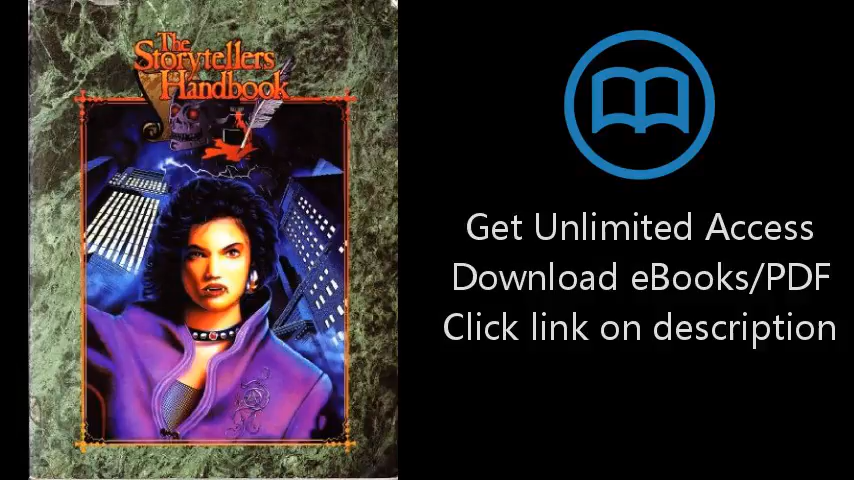 The
Storytellers
Handbook
Get Unlimited Access
Download eBooks/PDF
Click link on description